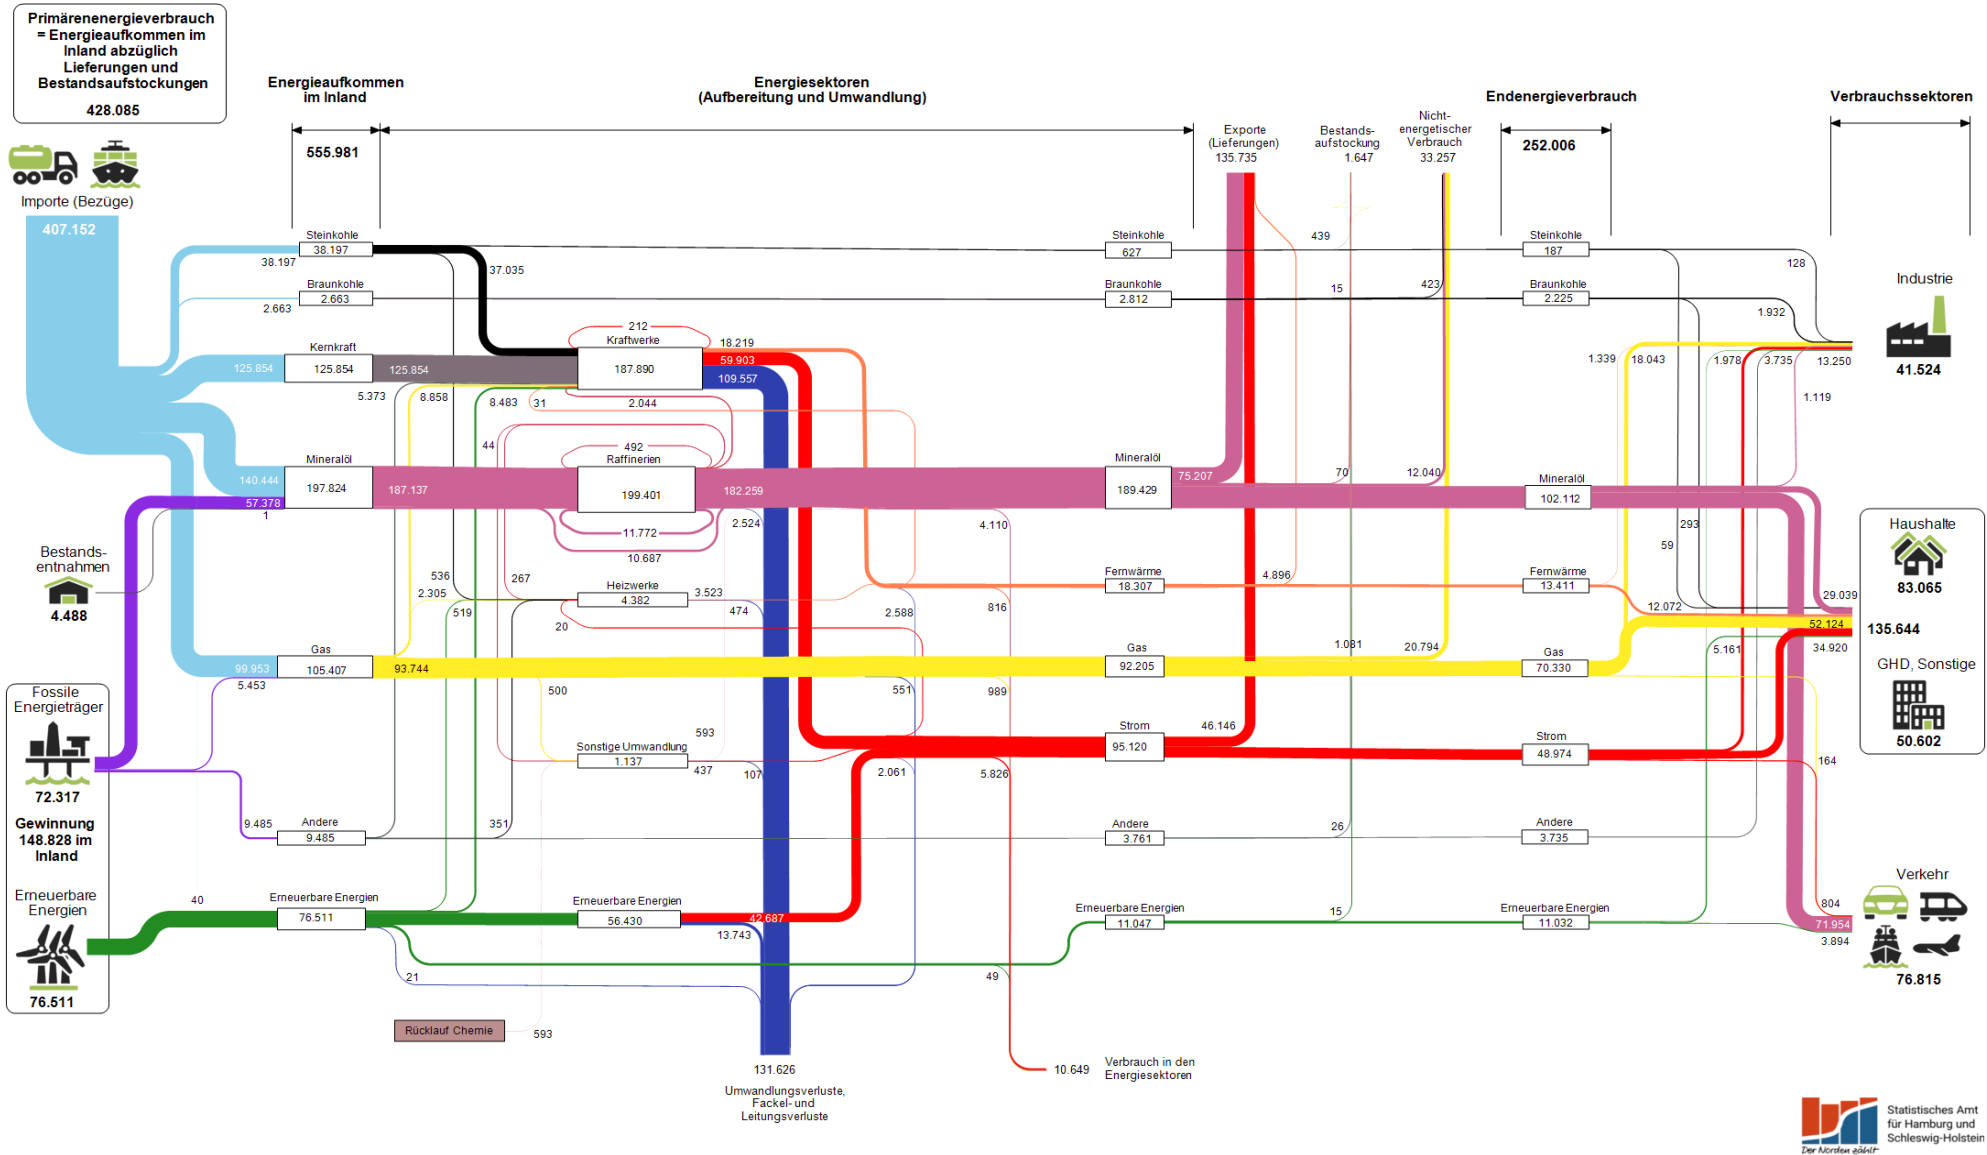 Primärenenergieverbrauch
= Energieaufkommen im
Inland abzüglich
Lieferungen und
Bestandsaufstockungen
428.085
Energieaufkommen
im Inland
Energiesektoren
(Aufbereitung und Umwandlung)
Endenergieverbrauch
Verbrauchssektoren
555.981
Exporte
(Lieferungen)
135.735
Bestands-
aufstockung
1.647
Nicht-
energetischer
Verbrauch
33.257
252.006
Importe (Bezüge)
407.152
Steinkohle
38.197
38.197
37.035
Steinkohle
627
439
Steinkohle
187
128
Braunkohle
2.663
2.663
Braunkohle
2.812
15
423
Braunkohle
2.225
1.932
Industrie
41.524
Kernkraft
125.854
125.854
125.854
5.373
8.858
8.483
212
Kraftwerke
187.890
18.219
59.903
109.557
31
2.044
1.339
18.043
1.978
3.735
13.250
1.119
44
492
Mineralöl
140.444
197.824
187.137
57.378
1
Raffinerien
199.401
182.259
11.772
2.524
10.687
4.110
Mineralöl
189.429
75.207
70
12.040
Mineralöl
102.112
293
59
Bestands-
entnahmen
4.488
536
2.305
267
519
Heizwerke
4.382
3.523
474
20
2.588
816
Fernwärme
18.307
4.896
Fernwärme
13.411
12.072
29.039
Haushalte
83.065
135.644
52.124
34.920
5.161
GHD, Sonstige
50.602
Gas
99.953
105.407
93.744
5.453
500
551
989
Gas
92.205
1.081
20.794
Gas
70.330
164
Fossile
Energieträger
72.317
Gewinnung
148.828 im
Inland
Erneuerbare
Energien
76.511
593
Sonstige Umwandlung
1.137
437
107
2.061
5.826
Strom
95.120
46.146
Strom
48.974
804
Andere
9.485
9.485
351
Andere
3.761
26
Andere
3.735
40
Erneuerbare Energien
76.511
Erneuerbare Energien
56.430
42.687
13.743
21
49
Erneuerbare Energien
11.047
15
Erneuerbare Energien
11.032
Verkehr
71.954
3.894
76.815
Rücklauf Chemie
593
131.626
Umwandlungsverluste,
Fackel- und
Leitungsverluste
10.649
Verbrauch in den
Energiesektoren
Statistisches Amt
für Hamburg und
Schleswig-Holstein
Der Norden zählt